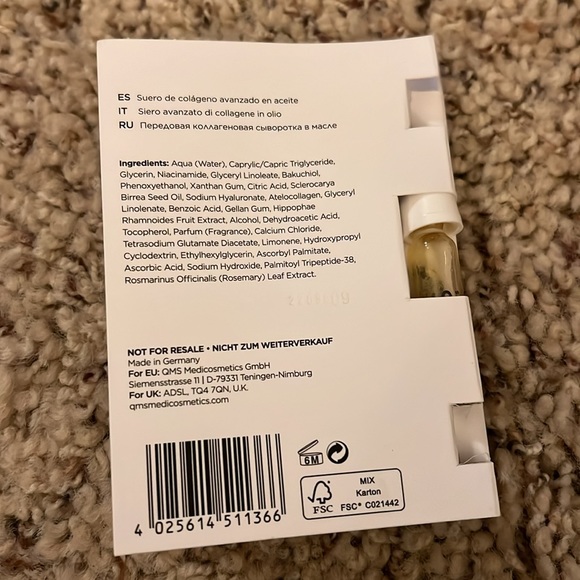 ES Suero de colágeno avanzado en aceite
IT Siero avanzato di collagene in olio
RU Передовая коллагеновая сыворотка в масле
Ingredients: Aqua (Water), Caprylic/Capric Triglyceride,
Glycerin, Niacinamide, Glyceryl Linoleate, Bakuchiol,
Phenoxyethanol, Xanthan Gum, Citric Acid, Sclerocarya
Birrea Seed Oil, Sodium Hyaluronate, Atelocollagen, Glyceryl
Linolenate, Benzoic Acid, Gellan Gum, Hippophae
Rhamnoides Fruit Extract, Alcohol, Dehydroacetic Acid,
Tocopherol, Parfum (Fragrance), Calcium Chloride,
Tetrasodium Glutamate Diacetate, Limonene, Hydroxypropyl
Cyclodextrin, Ethylhexylglycerin, Ascorbyl Palmitate,
Ascorbic Acid, Sodium Hydroxide, Palmitoyl Tripeptide-38,
Rosmarinus Officinalis (Rosemary) Leaf Extract.
NOT FOR RESALE • NICHT ZUM WEITERVERKAUF
Made in Germany
For EU: QMS Medicosmetics GmbH
Siemensstrasse 11 | D-79331 Teningen-Nimburg
For UK: ADSL, TQ4 7QN, U.K.
qmsmedicosmetics.com
4 025614 511366
6M
FSC
MIX
Karton
FSC® C021442